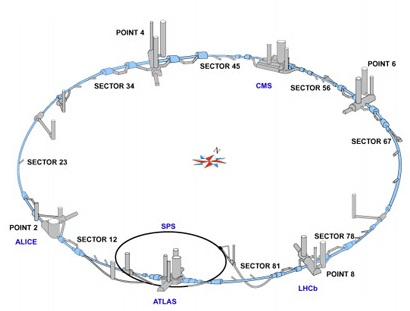 POINT 4
SECTOR 45
SECTOR 34
CMS
SECTOR 56
POINT 6
SECTOR 67
SECTOR 23
N
POINT 2
ALICE
SECTOR 12
SPS
SECTOR 78
SECTOR 81
POINT 8
LHCb
ATLAS